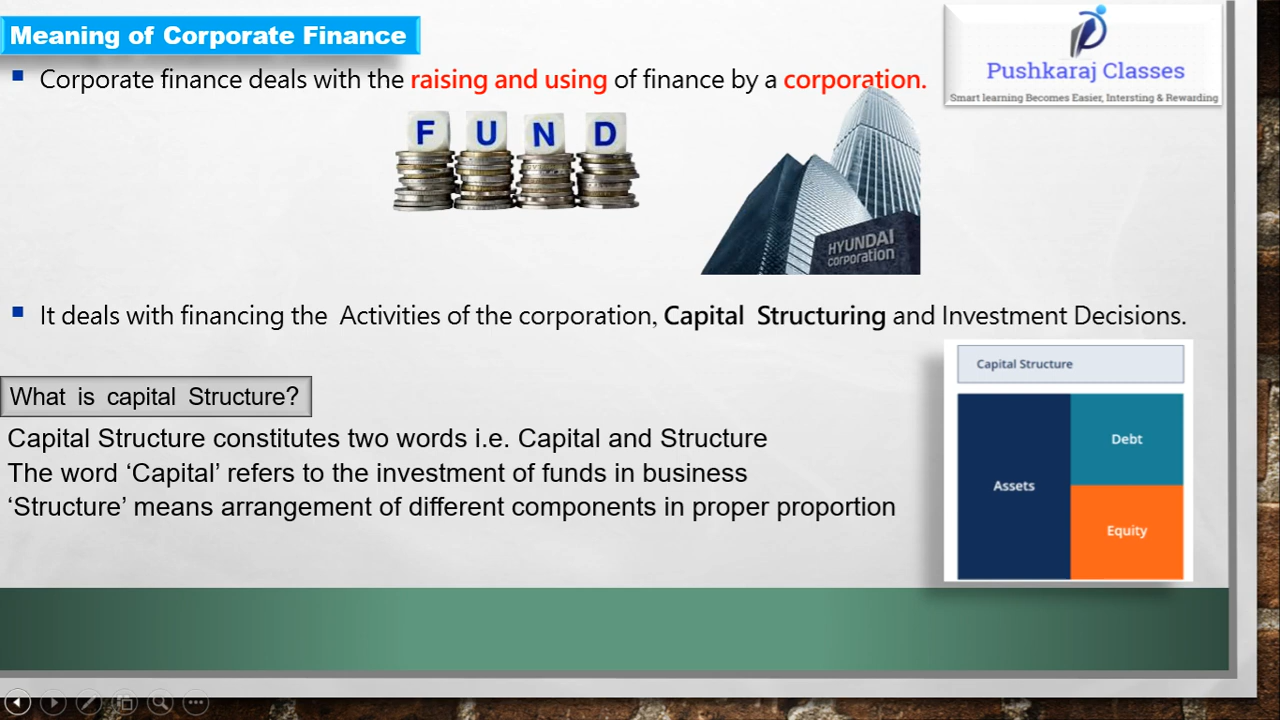 Meaning of Corporate Finance
Pushkaraj Classes
Smart learning Becomes Easier, Intersting & Rewarding
▪ Corporate finance deals with the raising and using of finance by a corporation.
F U N D
HYUNDAI
corporation
▪ It deals with financing the Activities of the corporation, Capital Structuring and Investment Decisions.
What is capital Structure?
Capital Structure constitutes two words i.e. Capital and Structure
The word ‘Capital’ refers to the investment of funds in business
‘Structure’ means arrangement of different components in proper proportion
Capital Structure
Assets
Debt
Equity